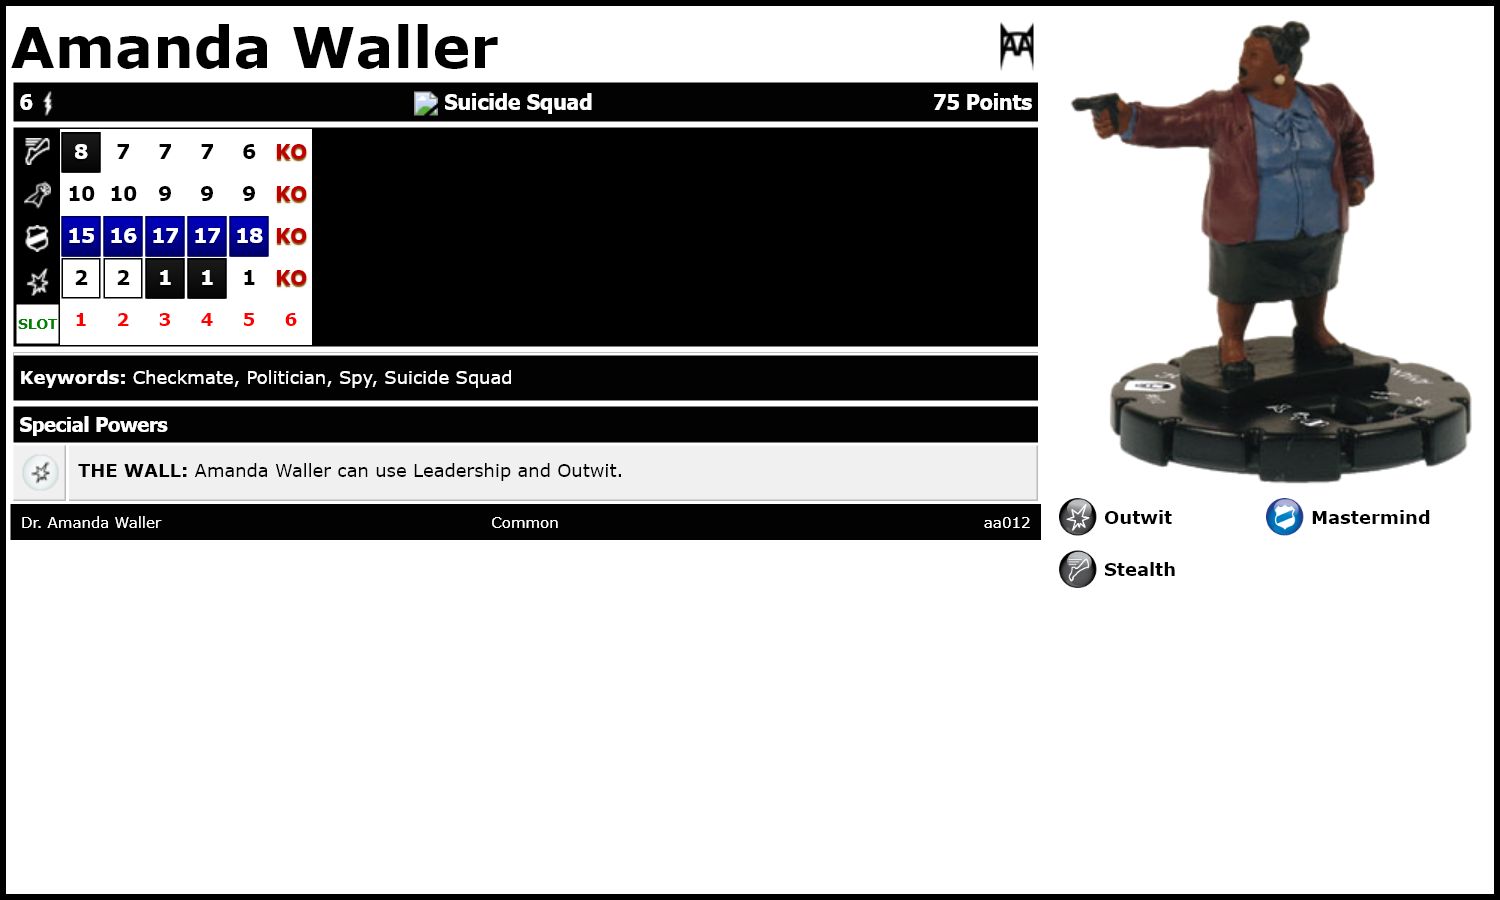 Amanda Waller
6 Suicide Squad 75 Points
8 7 7 7 6 KO
10 10 9 9 9 KO
15 16 17 17 18 KO
2 2 1 1 1 KO
SLOT 1 2 3 4 5 6
Keywords: Checkmate, Politician, Spy, Suicide Squad
Special Powers
THE WALL: Amanda Waller can use Leadership and Outwit.
Dr. Amanda Waller Common aa012
Outwit Mastermind
Stealth